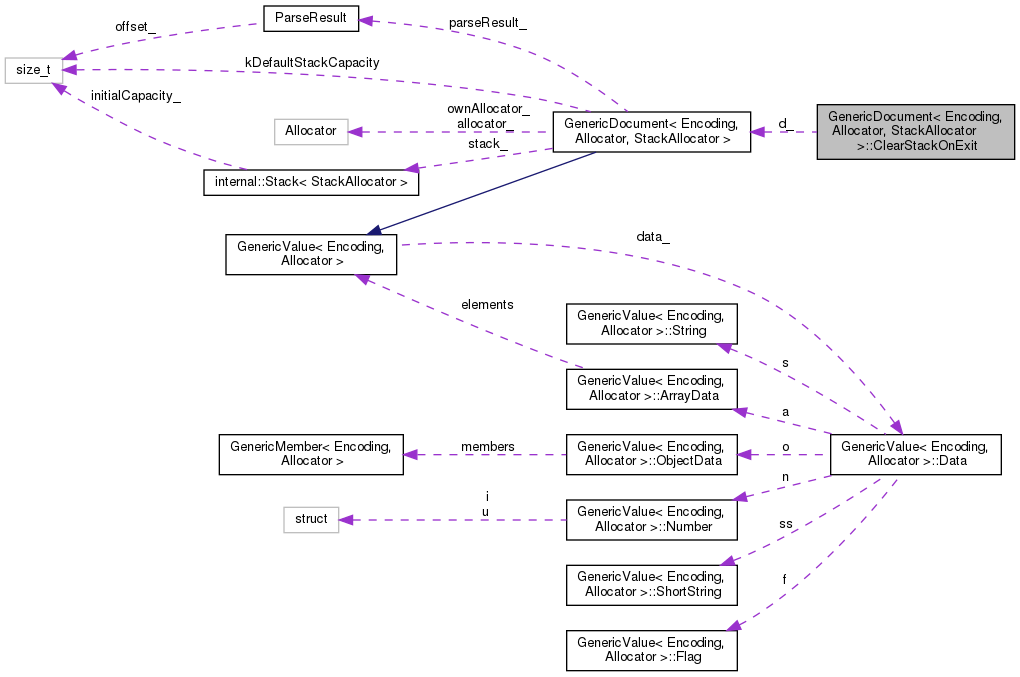 ParseResult
offset_
parseResult_
size_t
kDefaultStackCapacity
initialCapacity_
ownAllocator_
allocator_
Allocator
stack_
GenericDocument< Encoding,
Allocator, StackAllocator >
d_
GenericDocument< Encoding,
Allocator, StackAllocator
>::ClearStackOnExit
internal::Stack< StackAllocator >
GenericValue< Encoding,
Allocator >
data_
elements
GenericValue< Encoding,
Allocator >::String
s
GenericValue< Encoding,
Allocator >::ArrayData
a
GenericMember< Encoding,
Allocator >
members
GenericValue< Encoding,
Allocator >::ObjectData
o
GenericValue< Encoding,
Allocator >::Data
n
struct
i
u
GenericValue< Encoding,
Allocator >::Number
ss
GenericValue< Encoding,
Allocator >::ShortString
f
GenericValue< Encoding,
Allocator >::Flag